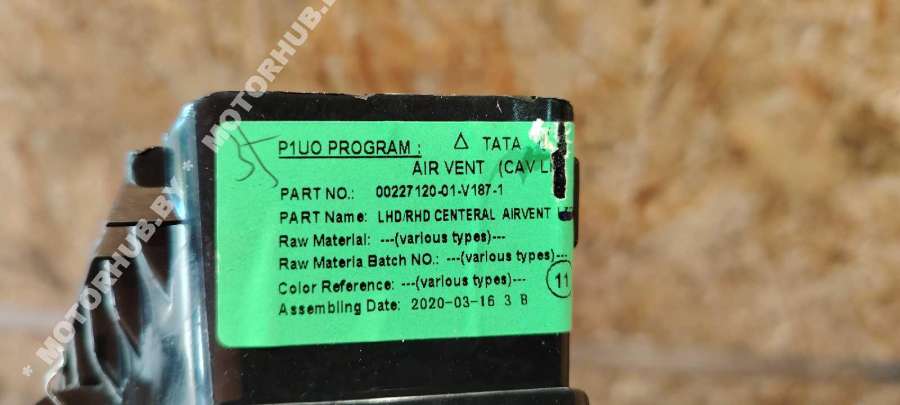 P1UO PROGRAM : △ TATA
AIR VENT (CAV
PART NO.: 00227120-01-V187-1
PART Name: LHD/RHD CENTERAL AIRVENT
Raw Material: ---(various types)---
Raw Materia Batch NO.: ---(various types)---
Color Reference: ---(various types)---
11
Assembling Date: 2020-03-16 3 B
* MOTORHUB.BY
* MOTORHUB.BY